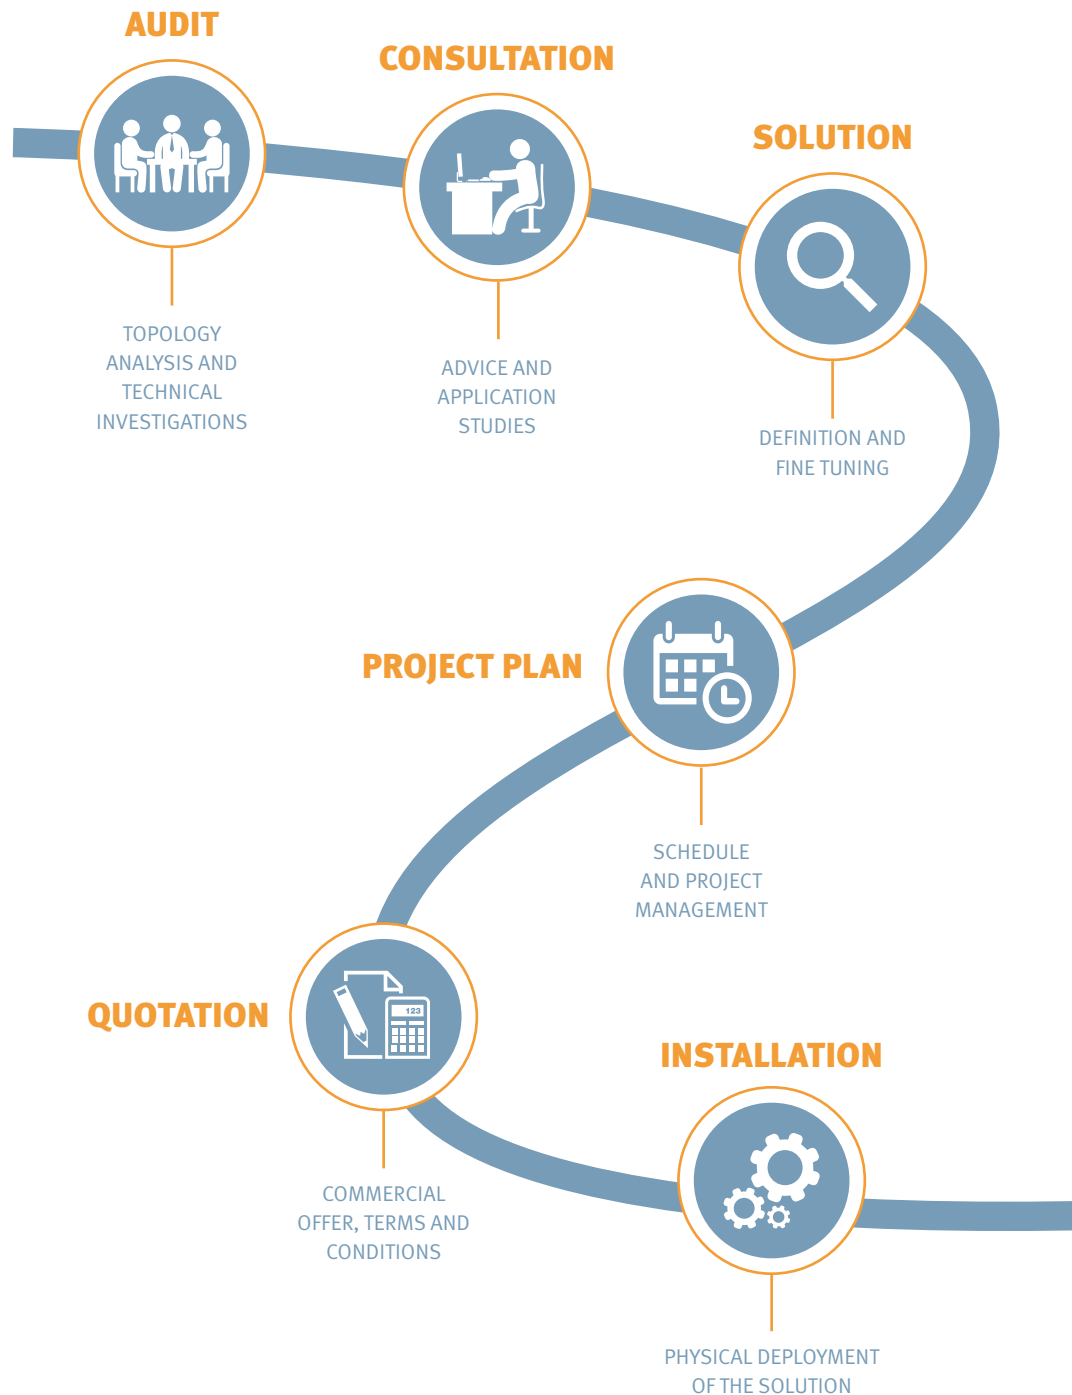 AUDIT
TOPOLOGY
ANALYSIS AND
TECHNICAL
INVESTIGATIONS
CONSULTATION
ADVICE AND
APPLICATION
STUDIES
SOLUTION
DEFINITION AND
FINE TUNING
PROJECT PLAN
SCHEDULE
AND PROJECT
MANAGEMENT
QUOTATION
123
COMMERCIAL
OFFER, TERMS AND
CONDITIONS
INSTALLATION
PHYSICAL DEPLOYMENT
OF THE SOLUTION